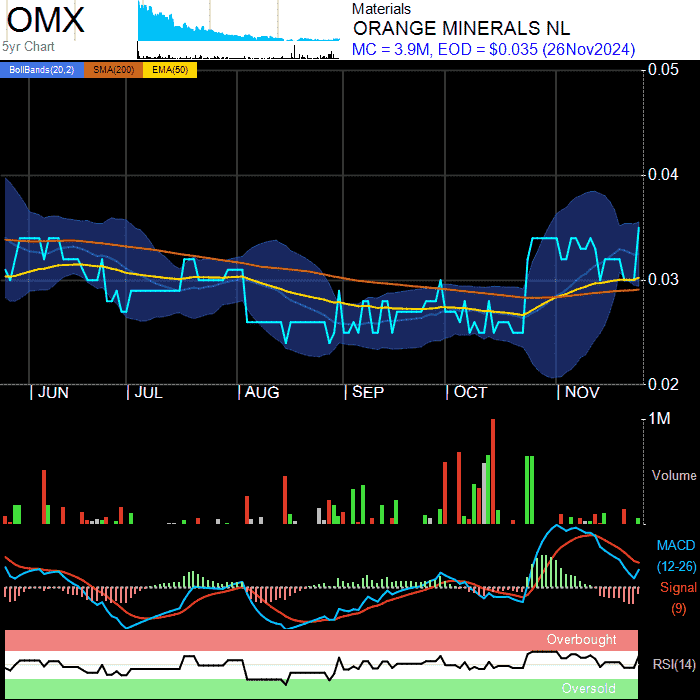 OMX
5yr Chart
Materials
ORANGE MINERALS NL
MC = 3.9M, EOD = $0.035 (26Nov2024)
BollBands(20,2) SMA(200) EMA(50)
0.05
0.04
0.03
0.02
JUN JUL AUG SEP OCT NOV
1M
Volume
MACD
(12-26)
Signal
(9)
Overbought
RSI(14)
Oversold